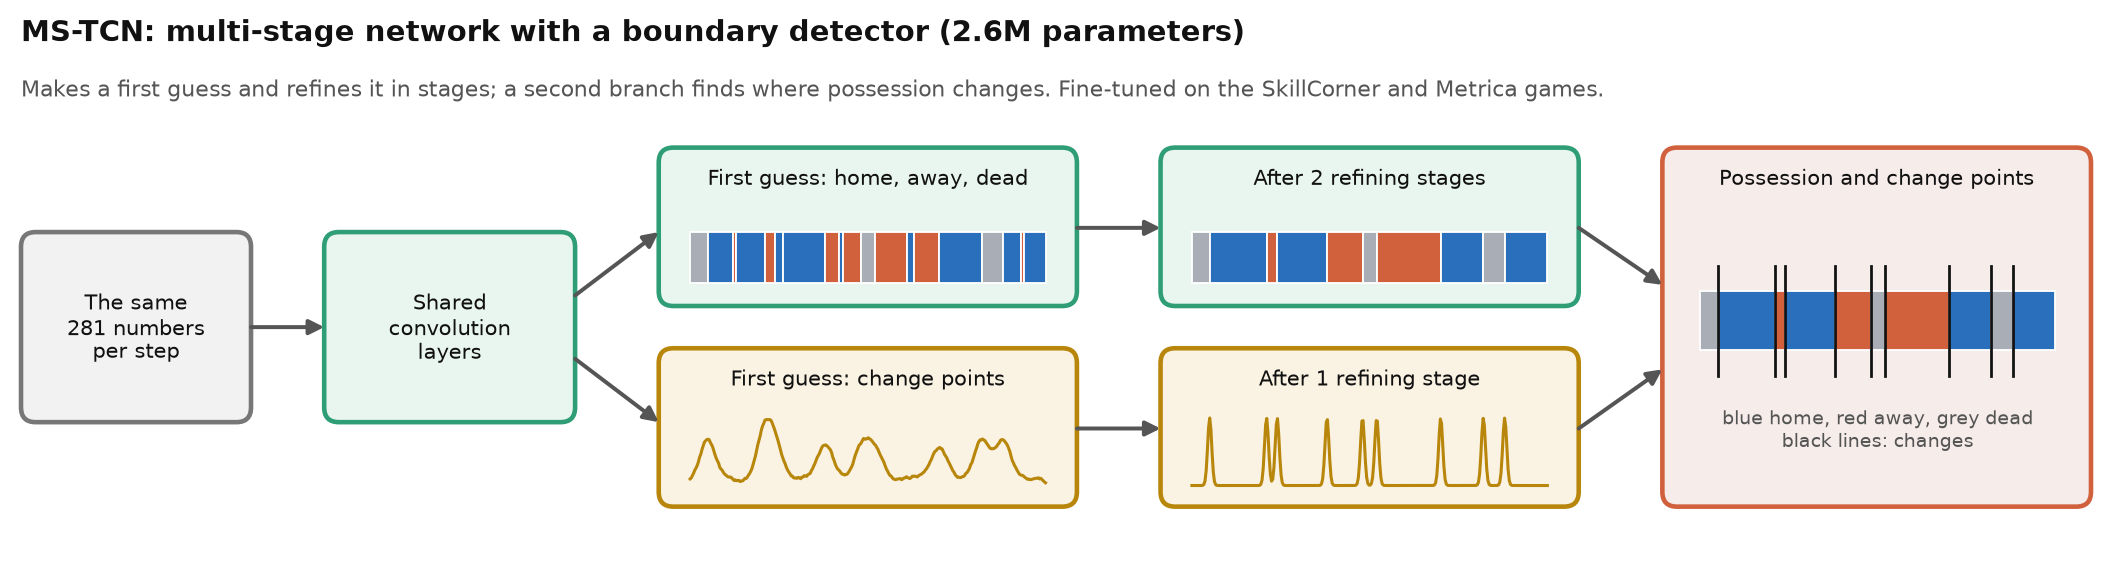 MS-TCN: multi-stage network with a boundary detector (2.6M parameters)
Makes a first guess and refines it in stages; a second branch finds where possession changes. Fine-tuned on the SkillCorner and Metrica games.
The same
281 numbers
per step
Shared
convolution
layers
First guess: home, away, dead
First guess: change points
After 2 refining stages
After 1 refining stage
Possession and change points
blue home, red away, grey dead
black lines: changes